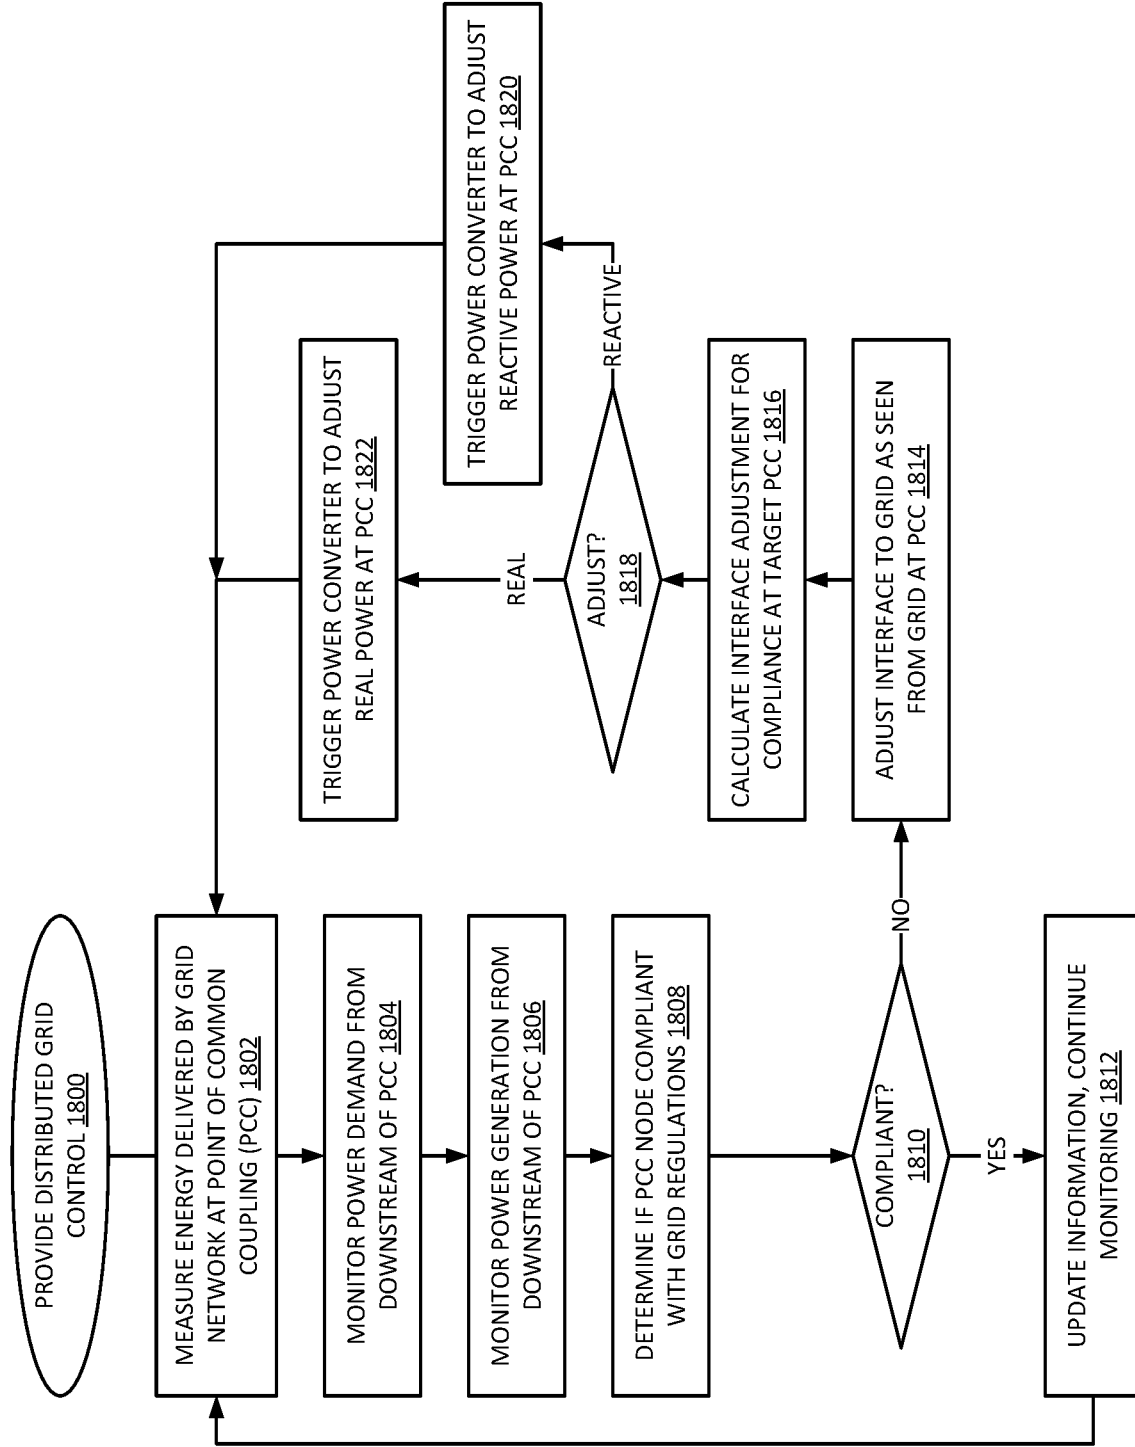 PROVIDE DISTRIBUTED GRID
CONTROL 1800
MEASURE ENERGY DELIVERED BY GRID
NETWORK AT POINT OF COMMON
COUPLING (PCC) 1802
MONITOR POWER DEMAND FROM
DOWNSTREAM OF PCC 1804
MONITOR POWER GENERATION FROM
DOWNSTREAM OF PCC 1806
DETERMINE IF PCC NODE COMPLIANT
WITH GRID REGULATIONS 1808
COMPLIANT?
1810
YES
UPDATE INFORMATION, CONTINUE
MONITORING 1812
NO
ADJUST INTERFACE TO GRID AS SEEN
FROM GRID AT PCC 1814
CALCULATE INTERFACE ADJUSTMENT FOR
COMPLIANCE AT TARGET PCC 1816
ADJUST?
1818
REACTIVE
TRIGGER POWER CONVERTER TO ADJUST
REACTIVE POWER AT PCC 1820
REAL
TRIGGER POWER CONVERTER TO ADJUST
REAL POWER AT PCC 1822